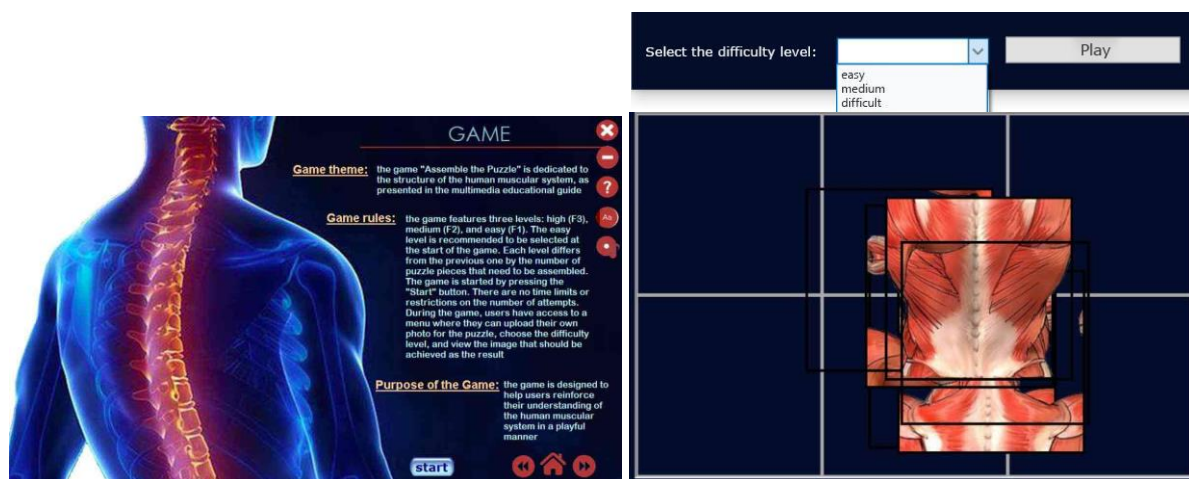 GAME
Game theme:
the game "Assemble the Puzzle" is dedicated to
the structure of the human muscular system, as
presented in the multimedia educational guide
Game rules:
the game features three levels: high (F3),
medium (F2), and easy (F1). The easy
level is recommended to be selected at
the start of the game. Each level differs
from the previous one by the number of
puzzle pieces that need to be assembled.
The game is started by pressing the
"Start" button. There are no time limits or
restrictions on the number of attempts.
During the game, users have access to a
menu where they can upload their own
photo for the puzzle, choose the difficulty
level, and view the image that should be
achieved as the result
Purpose of the Game:
the game is designed to
help users reinforce
their understanding of
the human muscular
system in a playful
manner
start
?
Aa
Select the difficulty level:
Play
easy
medium
difficult